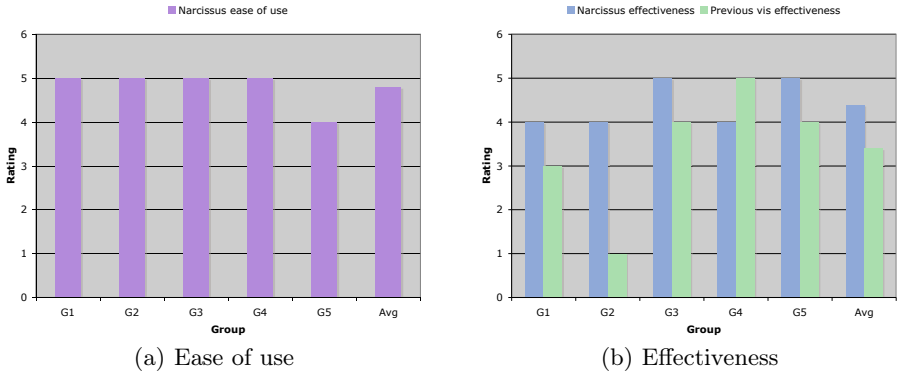 Narcissus ease of use
6
5
4
3
2
1
0
Rating
G1 G2 G3 G4 G5 Avg
Group
(a) Ease of use
Narcissus effectiveness Previous vis effectiveness
6
5
4
3
2
1
0
Rating
G1 G2 G3 G4 G5 Avg
Group
(b) Effectiveness